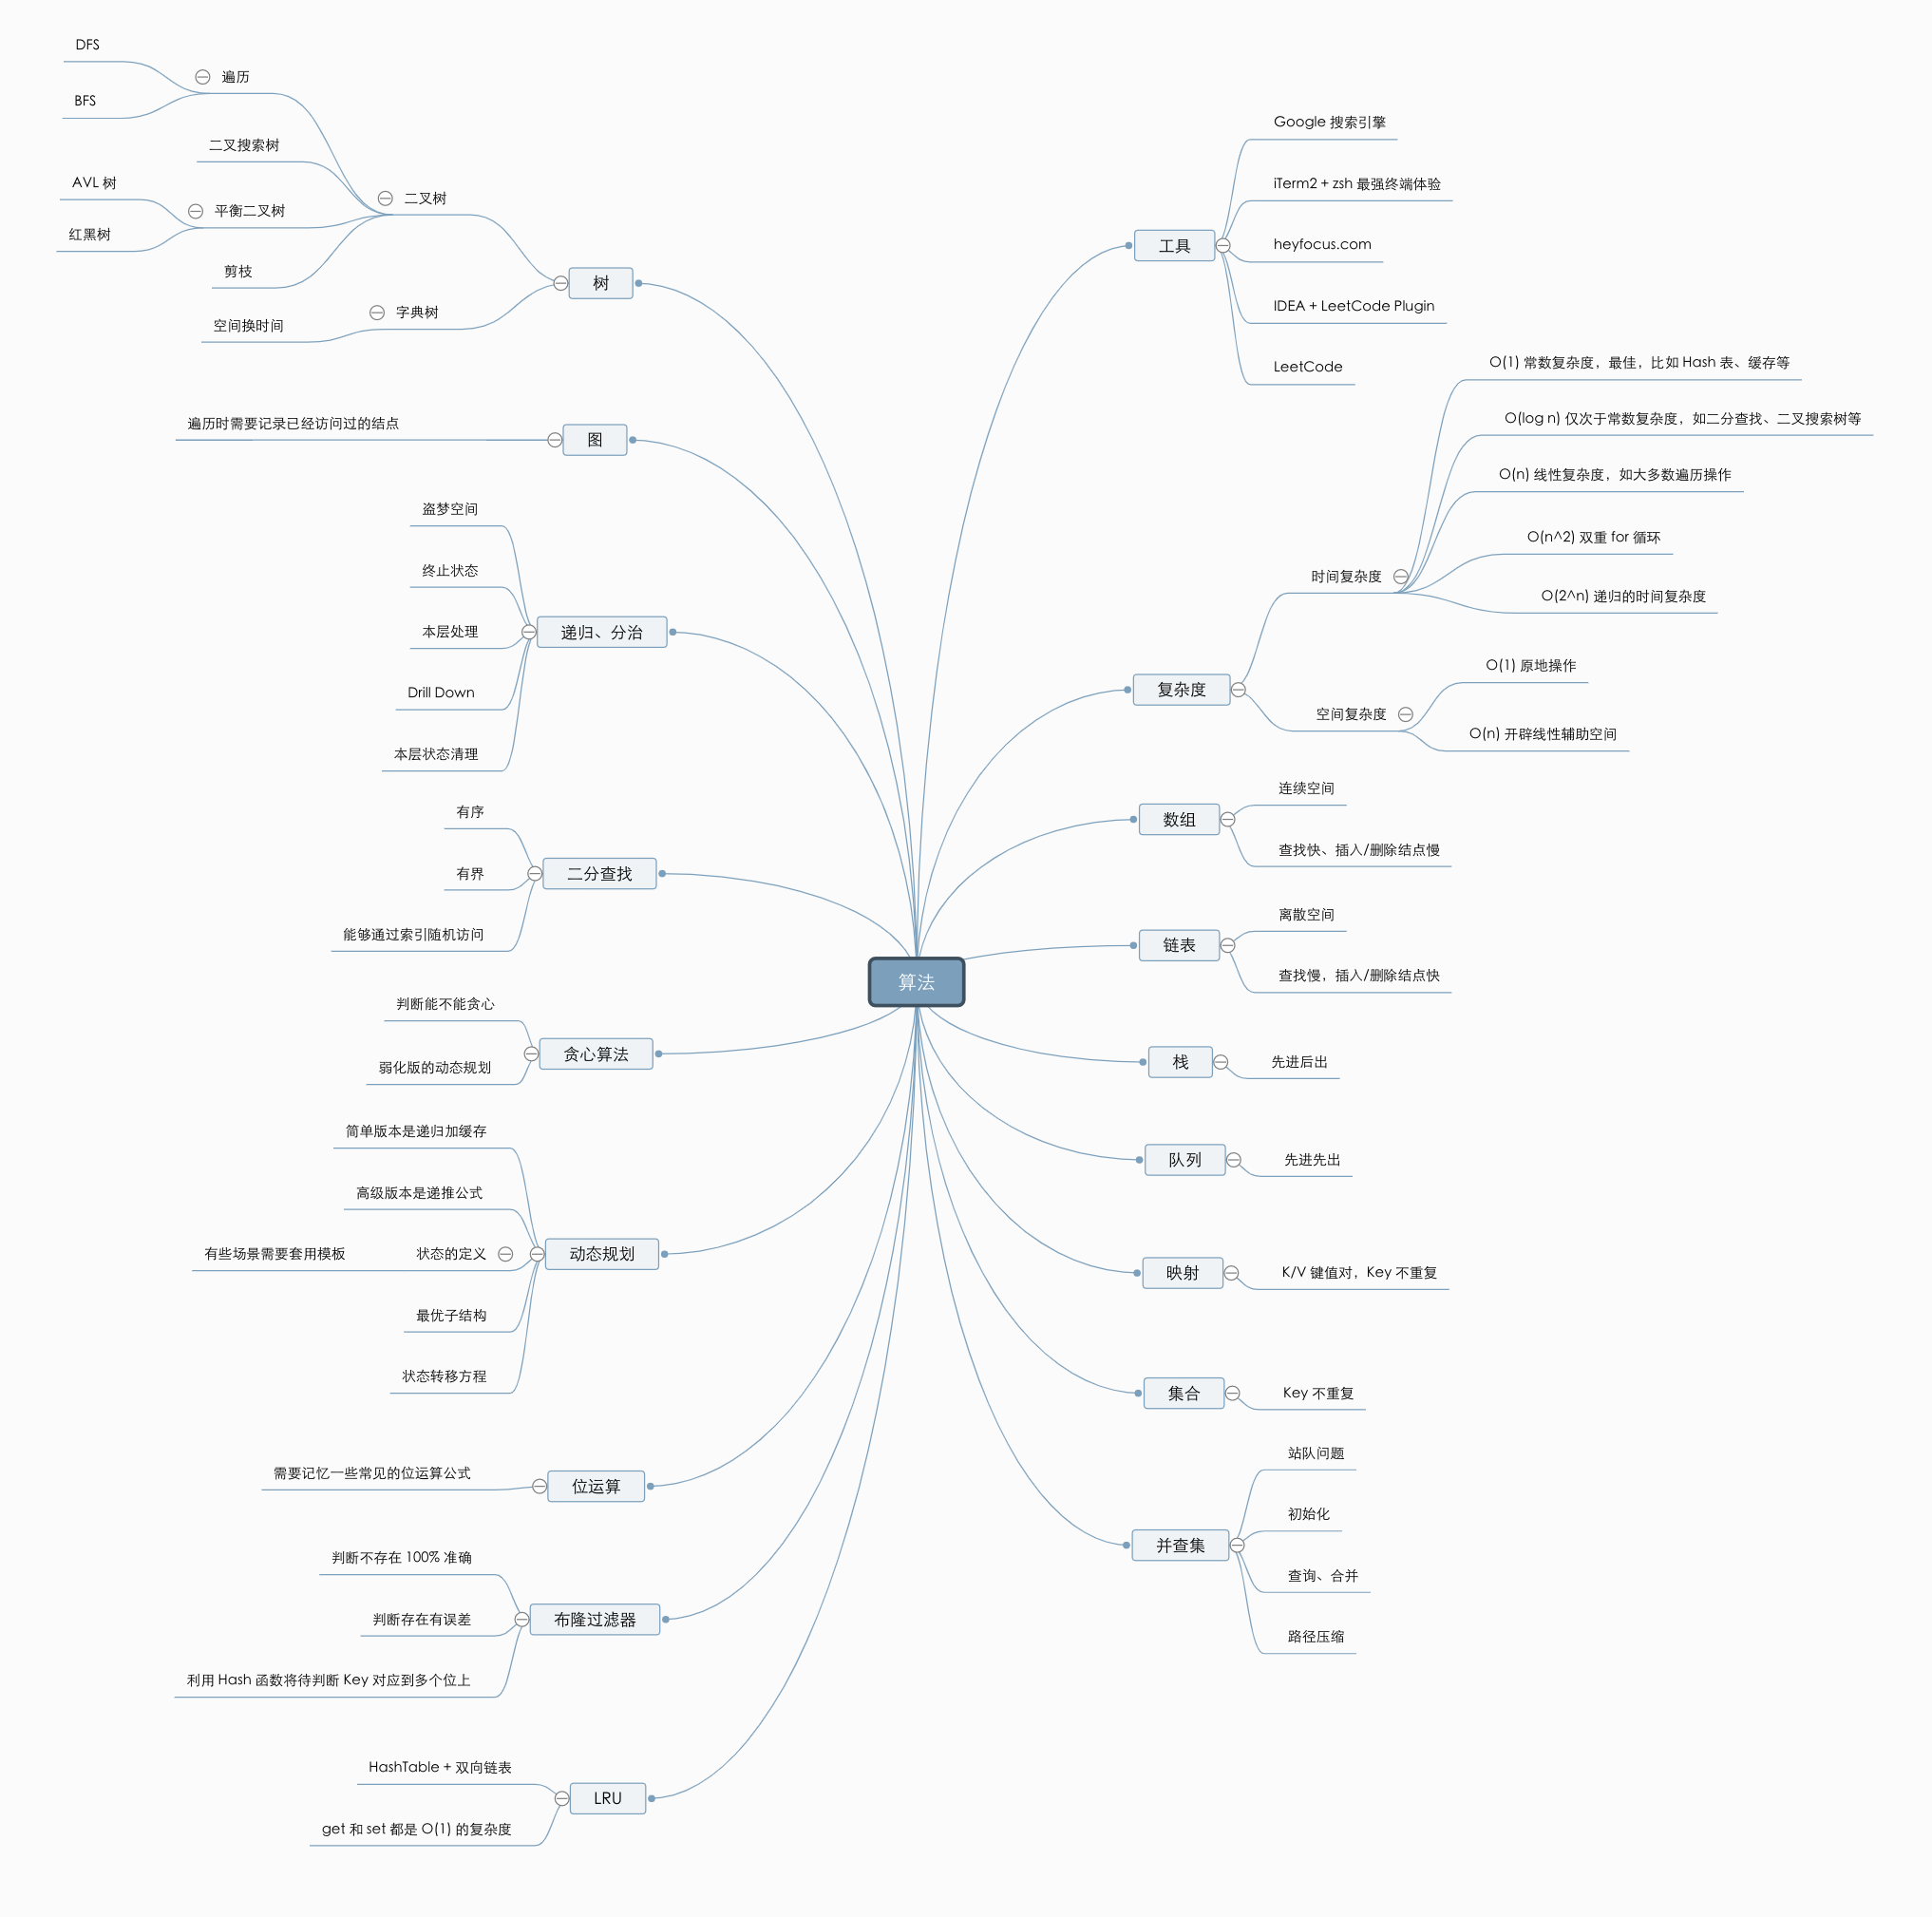 算法
工具
Google 搜索引擎
iTerm2 + zsh 最强终端体验
heyfocus.com
IDEA + LeetCode Plugin
LeetCode
复杂度
时间复杂度
O(1) 常数复杂度，最佳，比如 Hash 表、缓存等
O(log n) 仅次于常数复杂度，如二分查找、二叉搜索树等
O(n) 线性复杂度，如大多数遍历操作
O(n^2) 双重 for 循环
O(2^n) 递归的时间复杂度
空间复杂度
O(1) 原地操作
O(n) 开辟线性辅助空间
数组
连续空间
查找快、插入/删除结点慢
链表
离散空间
查找慢，插入/删除结点快
栈
先进后出
队列
先进先出
映射
K/V 键值对，Key 不重复
集合
Key 不重复
并查集
站队问题
初始化
查询、合并
路径压缩
树
二叉树
遍历
DFS
BFS
二叉搜索树
平衡二叉树
AVL 树
红黑树
剪枝
字典树
空间换时间
图
遍历时需要记录已经访问过的结点
递归、分治
盗梦空间
终止状态
本层处理
Drill Down
本层状态清理
二分查找
有序
有界
能够通过索引随机访问
贪心算法
判断能不能贪心
弱化版的动态规划
动态规划
简单版本是递归加缓存
高级版本是递推公式
状态的定义
有些场景需要套用模板
最优子结构
状态转移方程
位运算
需要记忆一些常见的位运算公式
布隆过滤器
判断不存在 100% 准确
判断存在有误差
利用 Hash 函数将待判断 Key 对应到多个位上
LRU
HashTable + 双向链表
get 和 set 都是 O(1) 的复杂度